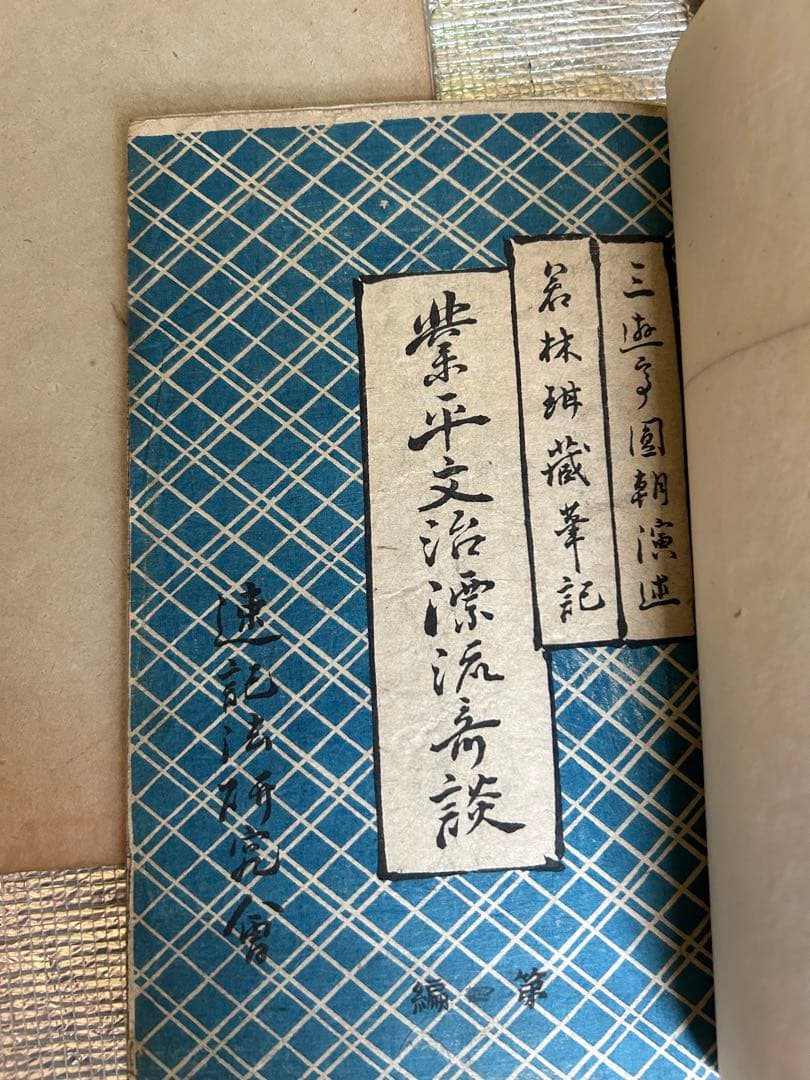 三遊亭圓朝演述
若林玵藏筆記
業平文治漂流奇談
速記法研究會
第四編